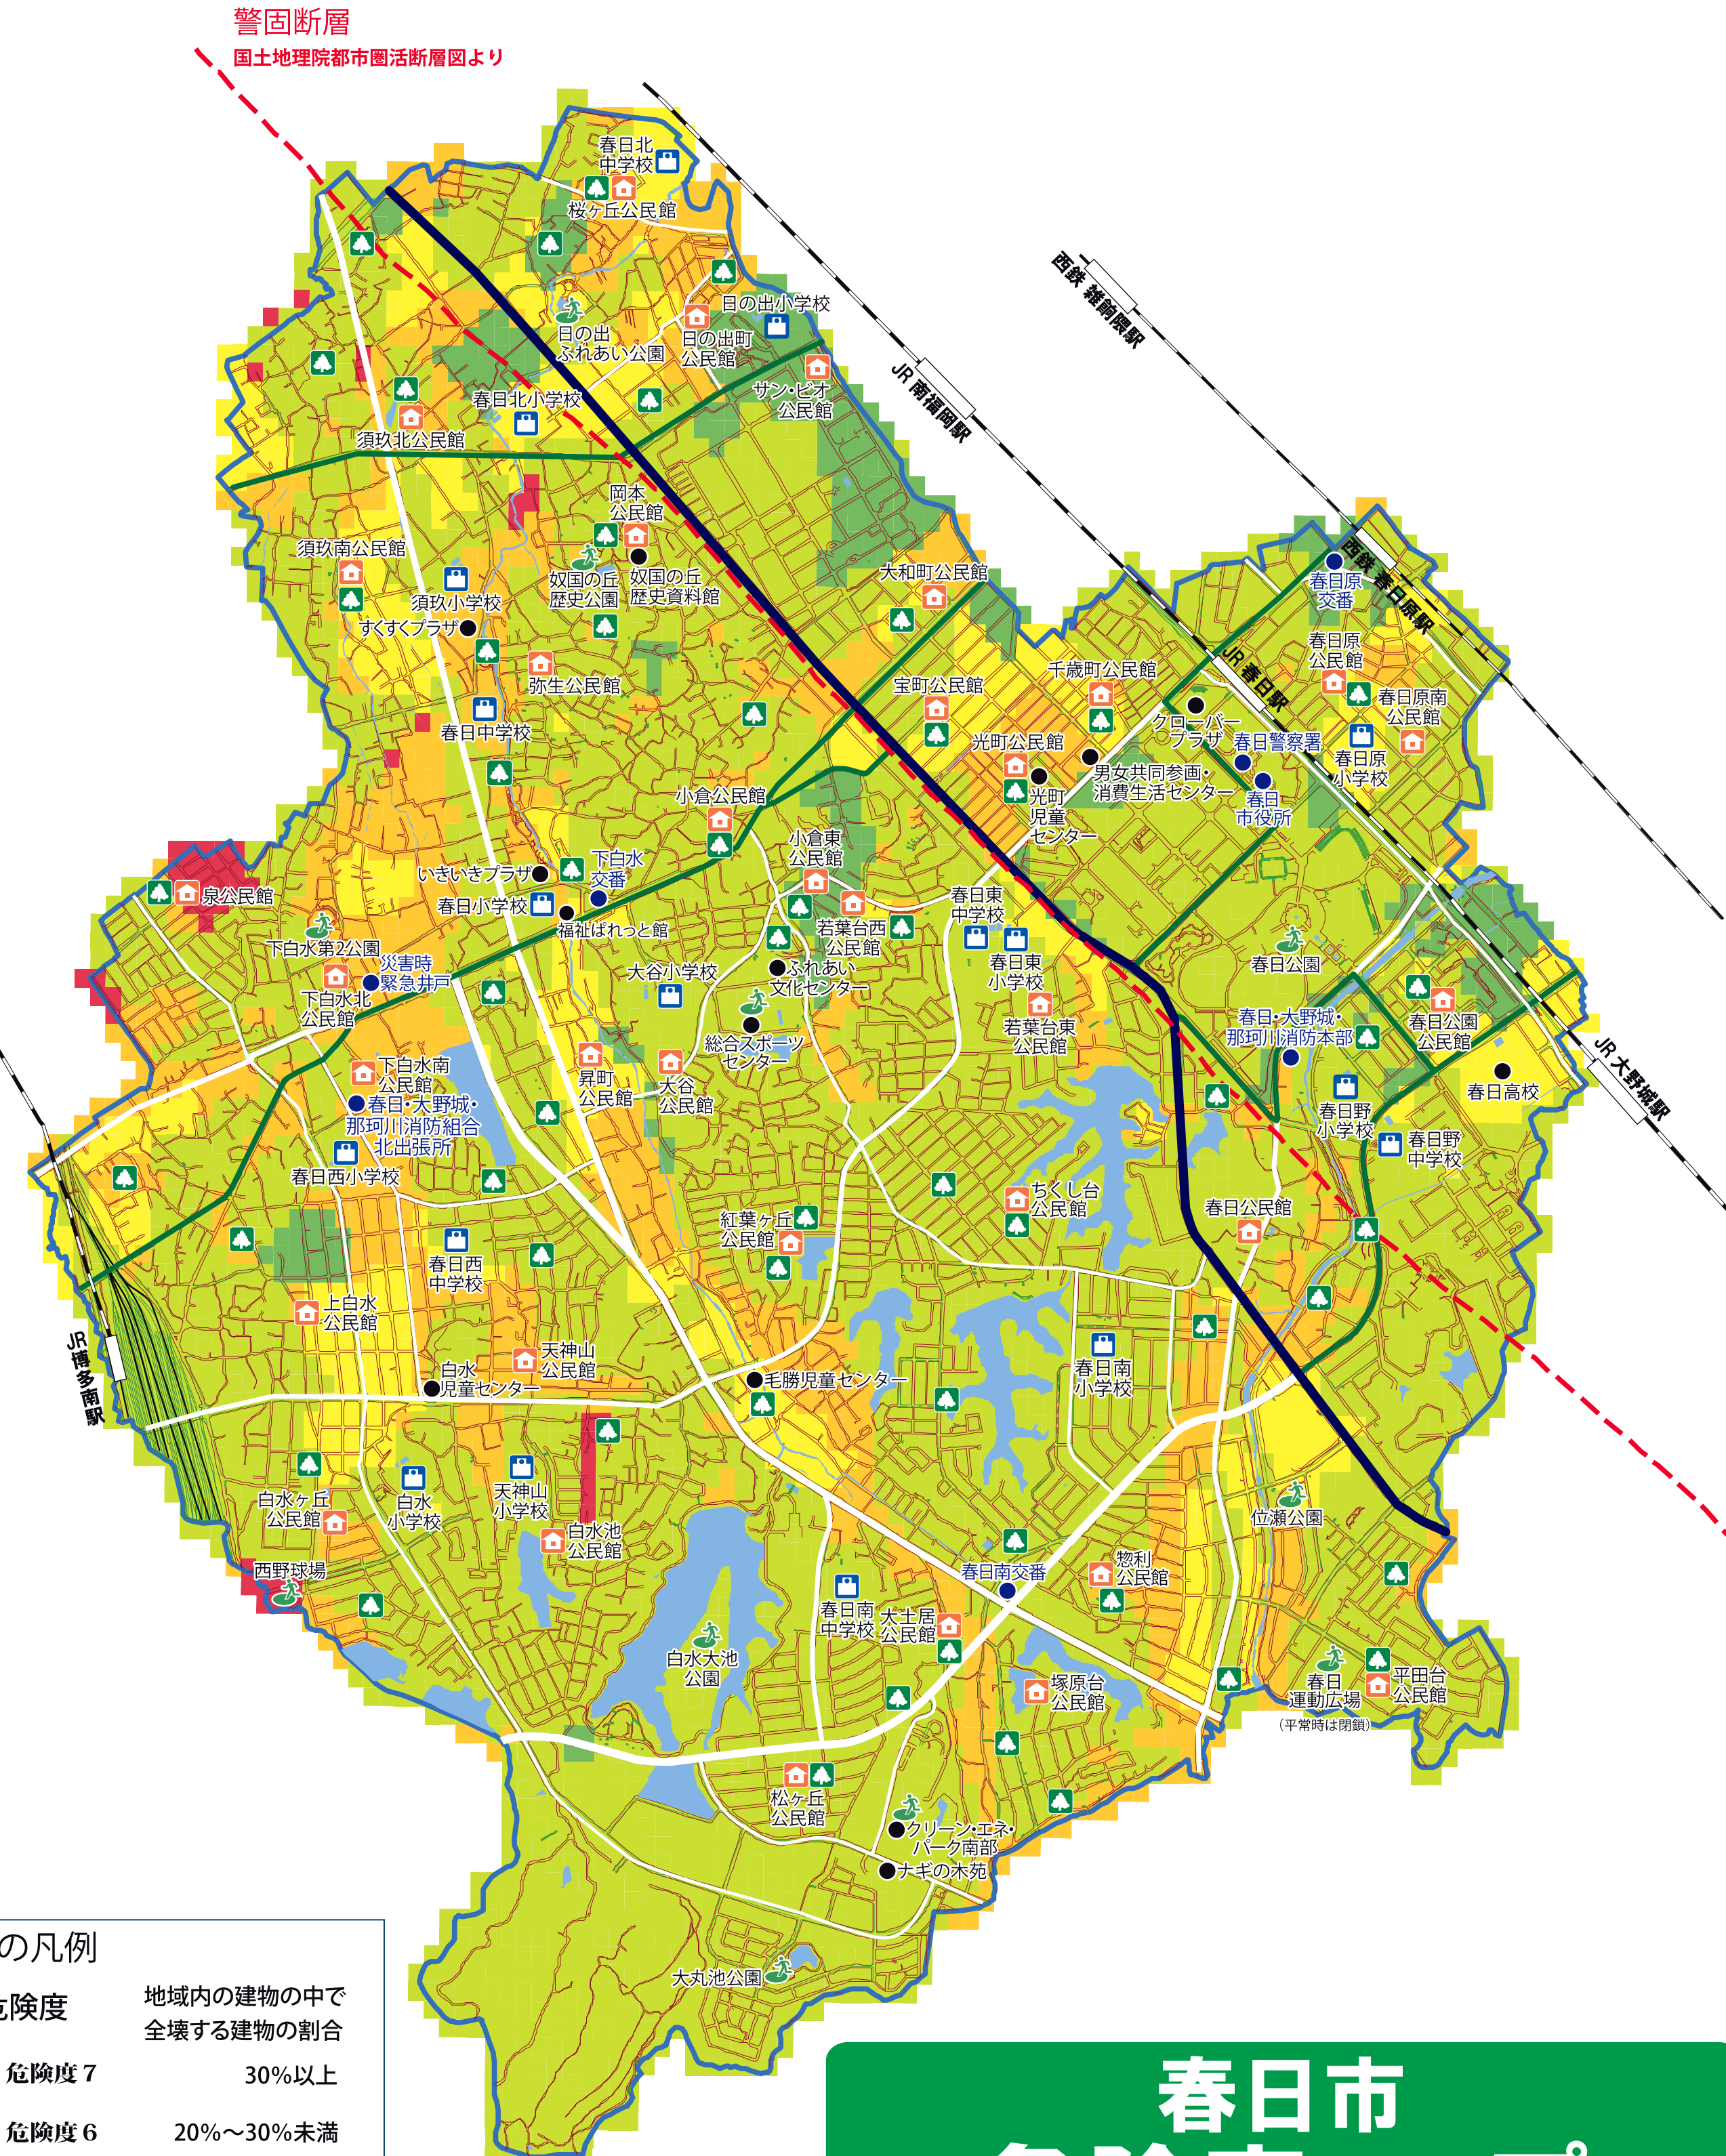 警固断層
国土地理院都市圏活断層図より
春日北
中学校
桜ヶ丘公民館
日の出小学校
日の出
ふれあい公園
日の出町
公民館
サン・ビオ
公民館
春日北小学校
須玖北公民館
西鉄 雑餉隈駅
JR 南福岡駅
岡本
公民館
奴国の丘
歴史公園
奴国の丘
歴史資料館
須玖南公民館
須玖小学校
すくすくプラザ
弥生公民館
春日中学校
大和町公民館
宝町公民館
千歳町公民館
光町公民館
光町
児童
センター
男女共同参画・
消費生活センター
クローバー
プラザ
JR 春日駅
春日原
交番
西鉄 春日原駅
春日原
公民館
春日原南
公民館
春日原
小学校
春日警察署
春日
市役所
小倉公民館
小倉東
公民館
若葉台西
公民館
いきいきプラザ
下白水
交番
春日小学校
福祉ぱれっと館
泉公民館
下白水第2公園
災害時
緊急井戸
下白水北
公民館
大谷小学校
ふれあい
文化センター
総合スポーツ
センター
春日東
中学校
春日東
小学校
若葉台東
公民館
春日公園
春日・大野城・
那珂川消防本部
春日公園
公民館
春日高校
JR 大野城駅
春日野
小学校
春日野
中学校
下白水南
公民館
春日・大野城・
那珂川消防組合
北出張所
春日西小学校
昇町
公民館
大谷
公民館
紅葉ヶ丘
公民館
ちくし台
公民館
春日公民館
春日西
中学校
上白水
公民館
JR 博多南駅
天神山
公民館
白水
児童センター
毛勝児童センター
春日南
小学校
白水ヶ丘
公民館
白水
小学校
天神山
小学校
白水池
公民館
西野球場
位瀬公園
春日南交番
惣利
公民館
春日南
中学校
大土居
公民館
白水大池
公園
塚原台
公民館
春日
運動広場
（平常時は閉鎖）
平田台
公民館
松ヶ丘
公民館
クリーン・エネ・
パーク南部
ナギの木苑
大丸池公園
の凡例
危険度
地域内の建物の中で
全壊する建物の割合
危険度7
30%以上
危険度6
20%〜30%未満
春日市